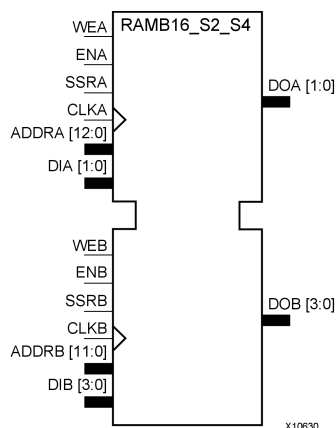 RAMB16_S2_S4
WEA
ENA
SSRA
CLKA
ADDRA [12:0]
DIA [1:0]
DOA [1:0]
WEB
ENB
SSRB
CLKB
ADDRB [11:0]
DIB [3:0]
DOB [3:0]
X10630